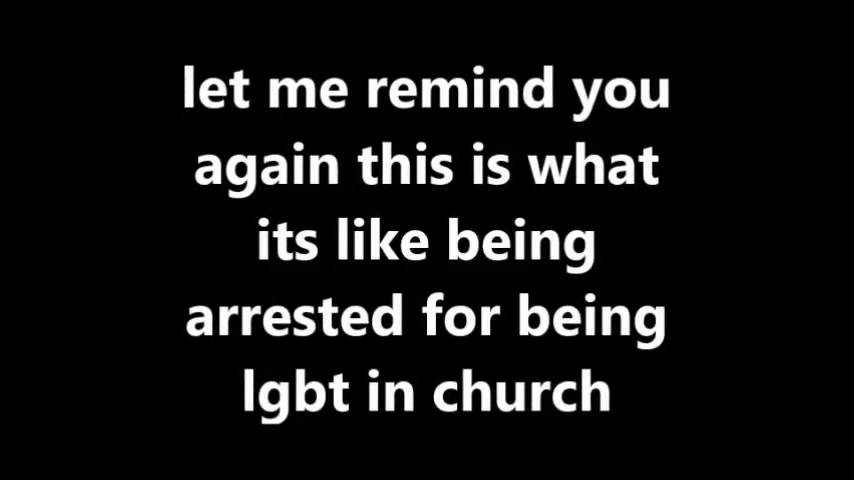 let me remind you
again this is what
its like being
arrested for being
lgbt in church